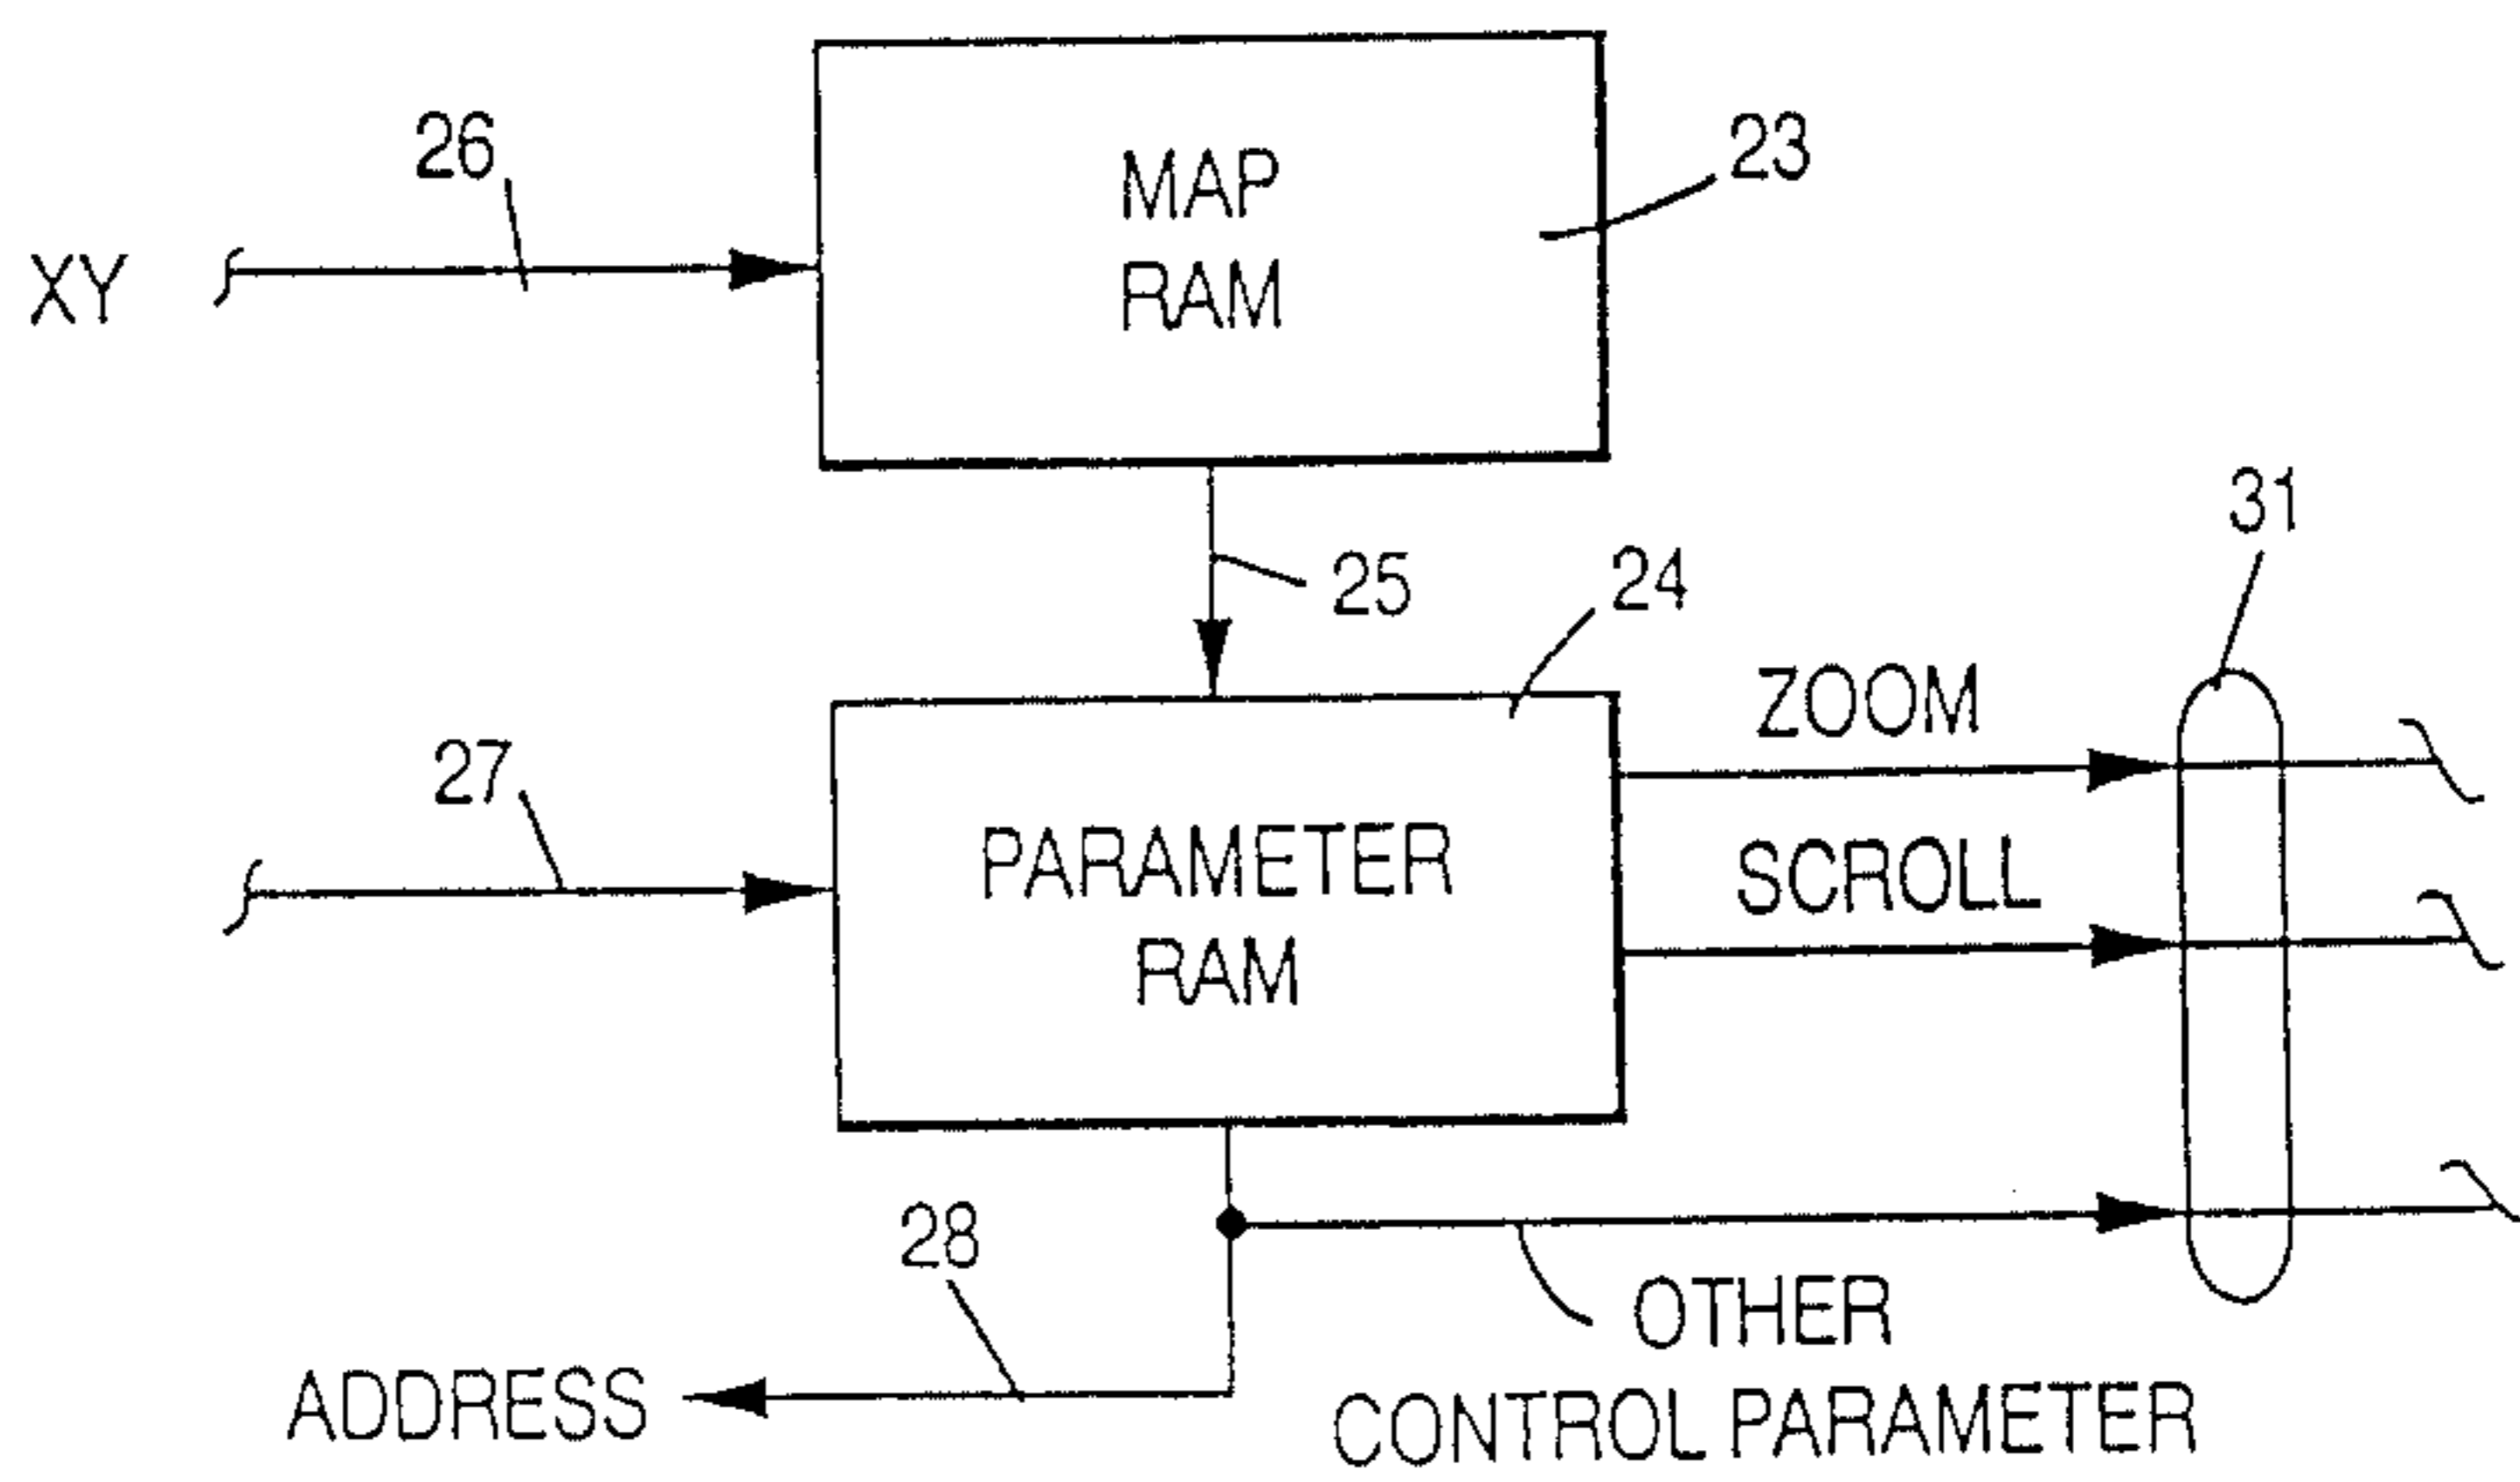 26
23
MAP
RAM
XY
31
25
24
ZOOM
27
SCROLL
PARAMETER
RAM
28
OTHER
CONTROL PARAMETER
ADDRESS